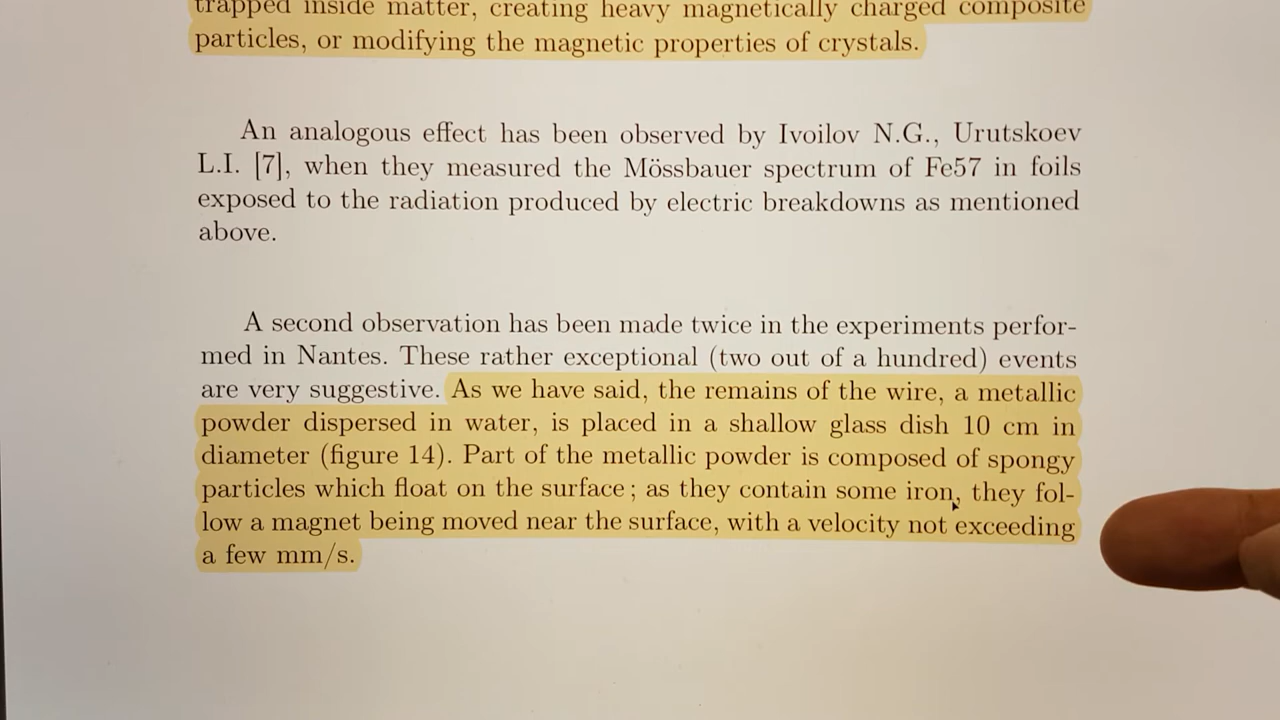 trapped inside matter, creating heavy magnetically charged composite
particles, or modifying the magnetic properties of crystals.
An analogous effect has been observed by Ivoilov N.G., Urutskoev
L.I. [7], when they measured the Mössbauer spectrum of Fe57 in foils
exposed to the radiation produced by electric breakdowns as mentioned
above.
A second observation has been made twice in the experiments perfor-
med in Nantes. These rather exceptional (two out of a hundred) events
are very suggestive. As we have said, the remains of the wire, a metallic
powder dispersed in water, is placed in a shallow glass dish 10 cm in
diameter (figure 14). Part of the metallic powder is composed of spongy
particles which float on the surface ; as they contain some iron, they fol-
low a magnet being moved near the surface, with a velocity not exceeding
a few mm/s.